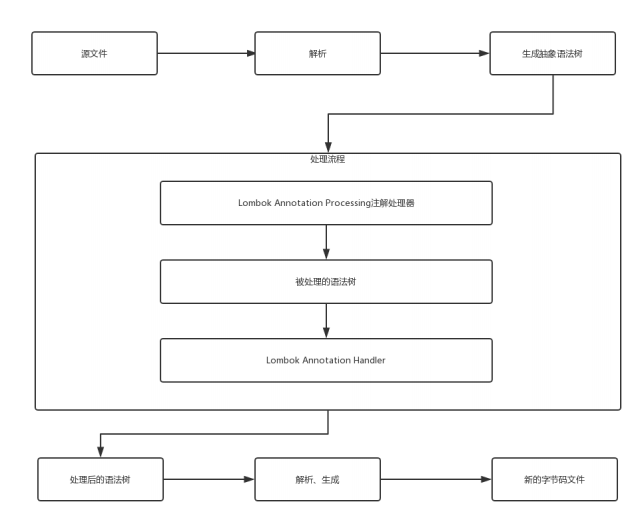 源文件
解析
生成抽象语法树
处理流程
Lombok Annotation Processing注解处理器
被处理的语法树
Lombok Annotation Handler
处理后的语法树
解析、生成
新的字节码文件